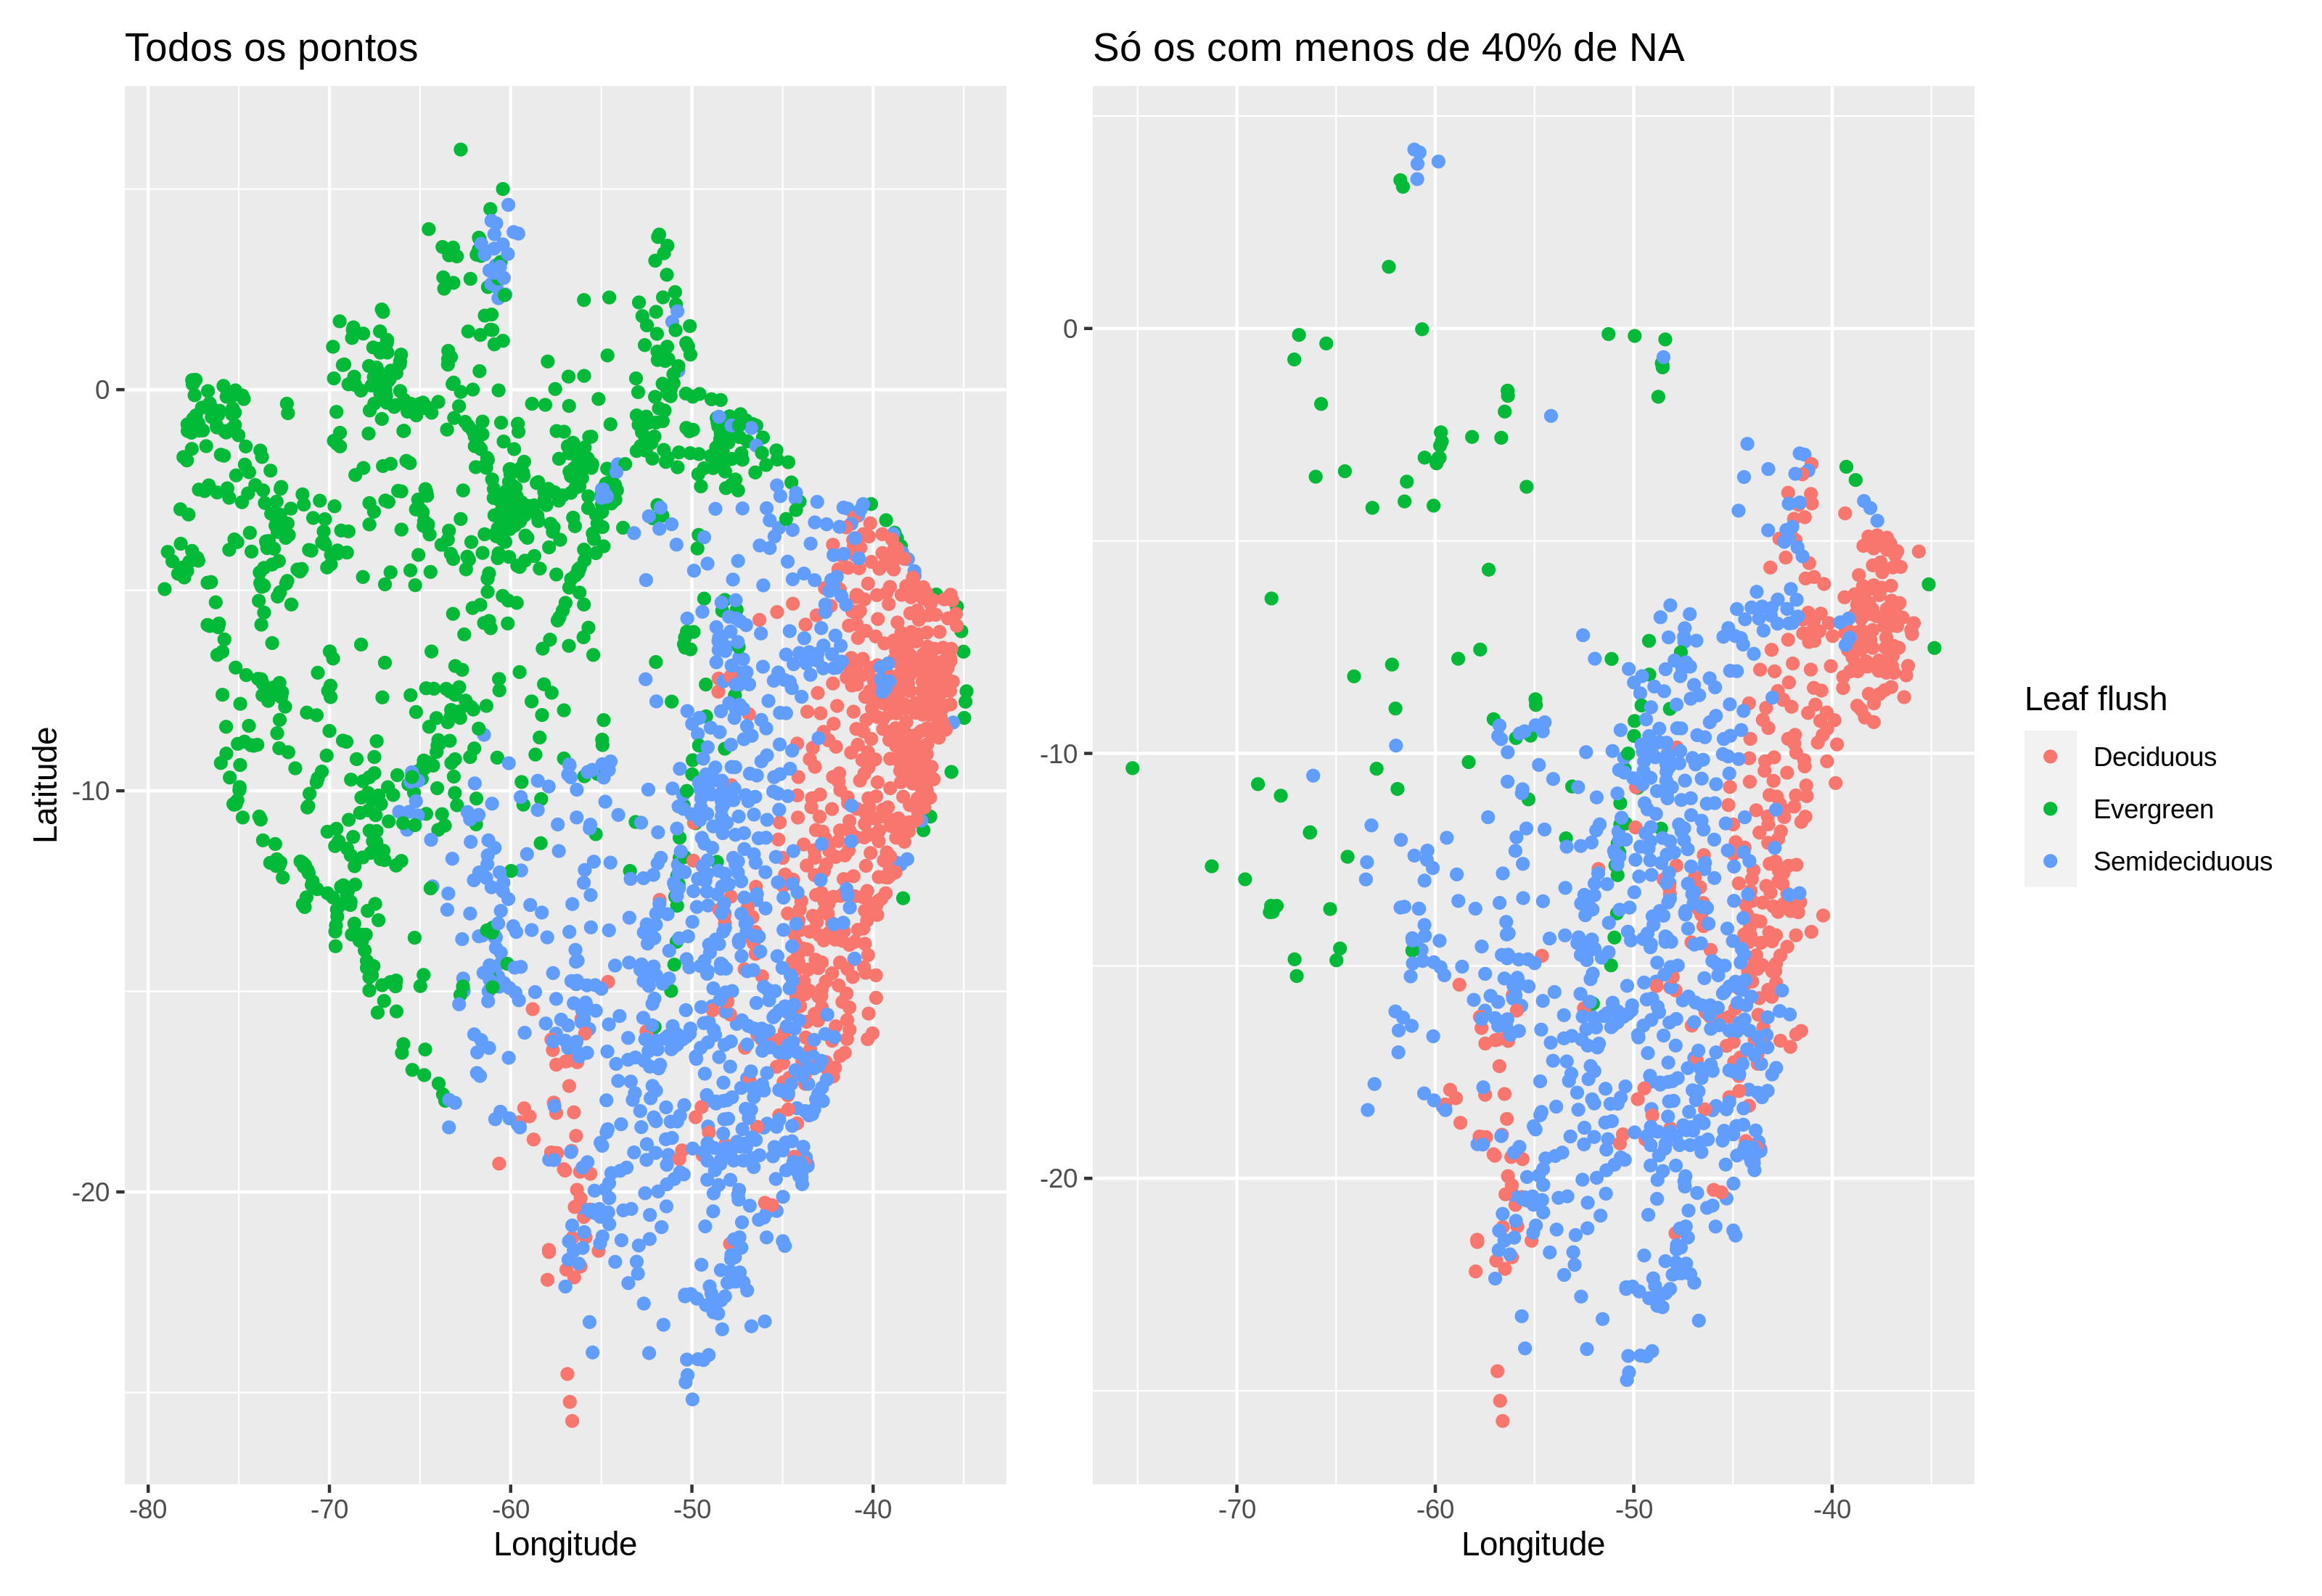 Todos os pontos
Só os com menos de 40% de NA
Latitude
0
-10
-20
-80
-70
-60
-50
-40
Longitude
0
-10
-20
-70
-60
-50
-40
Longitude
Leaf flush
Deciduous
Evergreen
Semideciduous